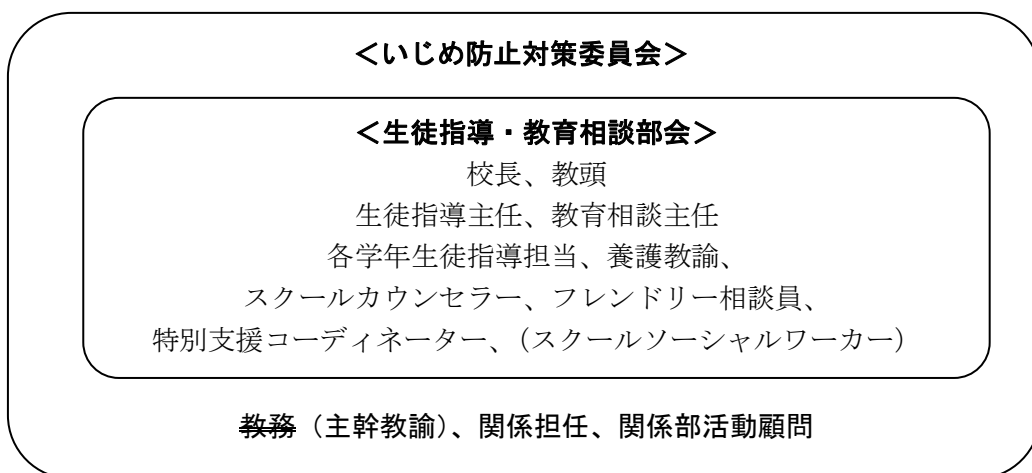 ＜いじめ防止対策委員会＞
＜生徒指導・教育相談部会＞
校長、教頭
生徒指導主任、教育相談主任
各学年生徒指導担当、養護教諭、
スクールカウンセラー、フレンドリー相談員、
特別支援コーディネーター、（スクールソーシャルワーカー）
教務（主幹教諭）、関係担任、関係部活動顧問